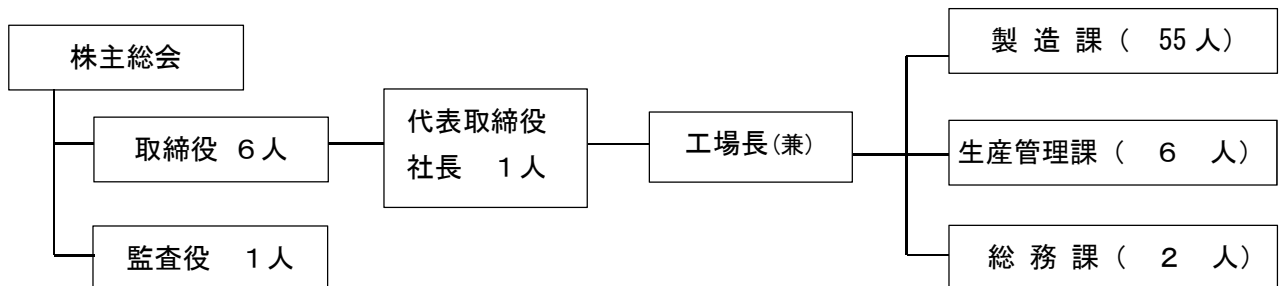 株主総会
取締役 6人
監査役 1人
代表取締役
社長 1人
工場長(兼)
製造課( 55人)
生産管理課( 6 人)
総務課( 2 人)